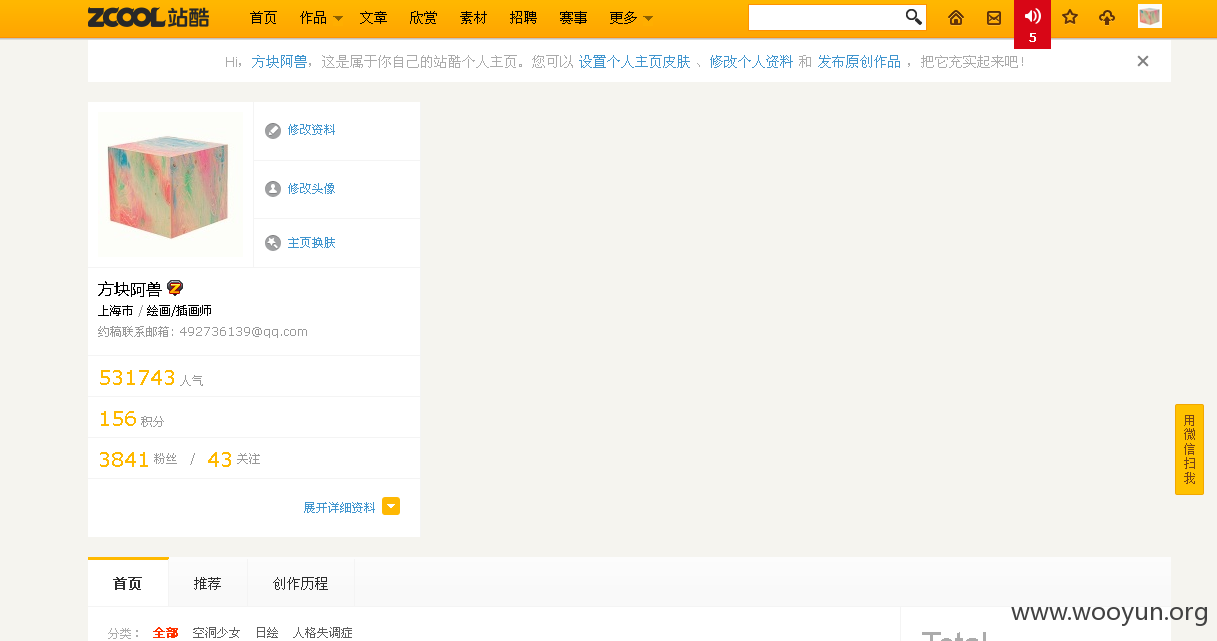 ZCOOL站酷 首页 作品 文章 欣赏 素材 招聘 赛事 更多
5
Hi，方块阿兽，这是属于你自己的站酷个人主页。您可以 设置个人主页皮肤 、修改个人资料 和 发布原创作品 ，把它充实起来吧！
修改资料
修改头像
主页换肤
方块阿兽
上海市 / 绘画/插画师
约稿联系邮箱：492736139@qq.com
531743 人气
156 积分
3841 粉丝 / 43 关注
展开详细资料
用微信扫我
首页 推荐 创作历程
www.wooyun.org
分类： 全部 空洞少女 日绘 人格失调症
Total